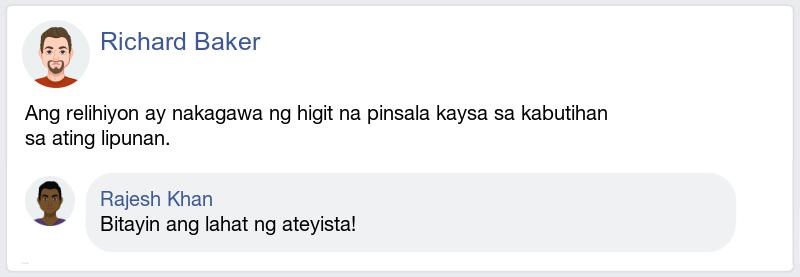 Richard Baker
Ang relihiyon ay nakagawa ng higit na pinsala kaysa sa kabutihan
sa ating lipunan.
Rajesh Khan
Bitayin ang lahat ng ateyista!